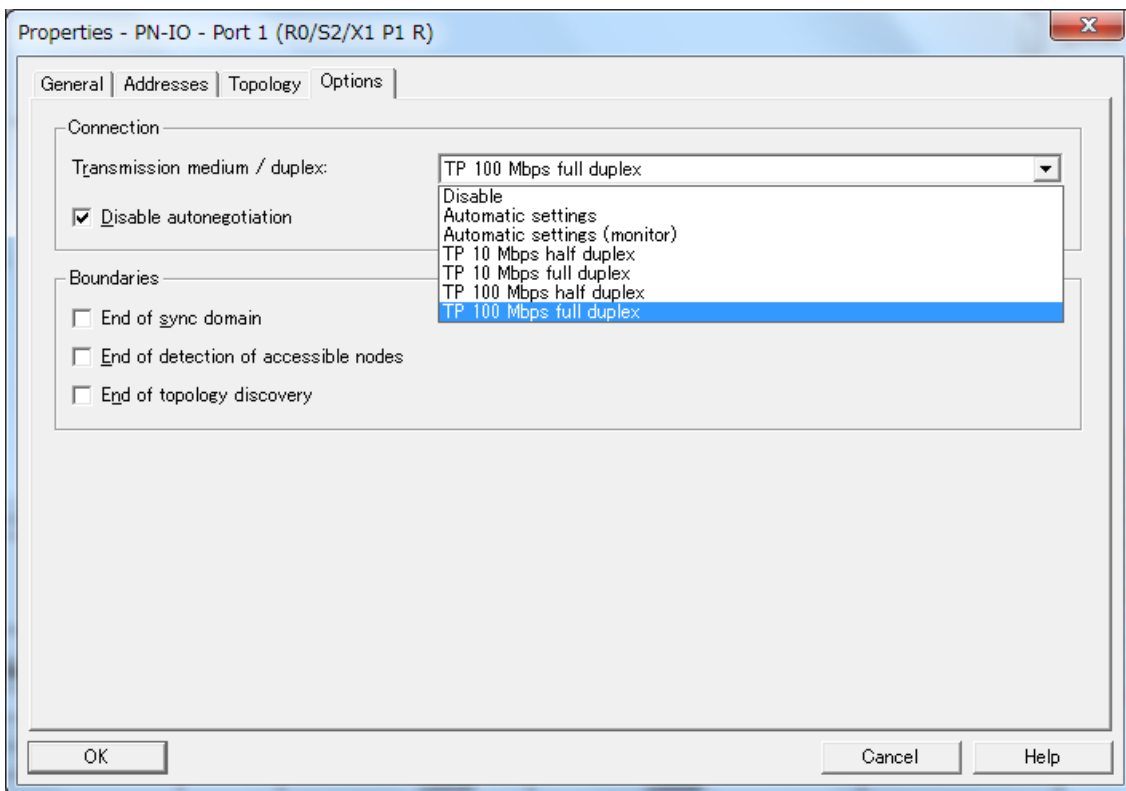 Properties - PN-IO - Port 1 (R0/S2/X1 P1 R)
General Addresses Topology Options
Connection
Transmission medium / duplex: TP 100 Mbps full duplex
Disable
Automatic settings
Disable autonegotiation
Automatic settings (monitor)
TP 10 Mbps half duplex
TP 10 Mbps full duplex
TP 100 Mbps half duplex
TP 100 Mbps full duplex
Boundaries
End of sync domain
End of detection of accessible nodes
End of topology discovery
OK Cancel Help